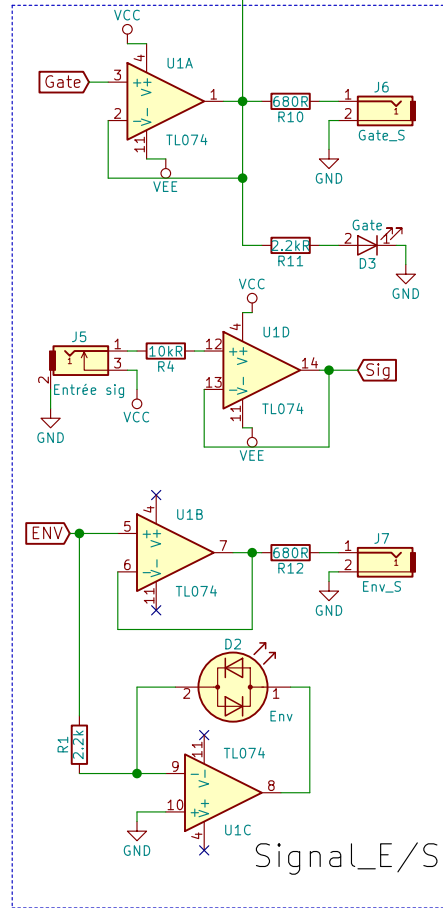 VCC
U1A
Gate
3
4
1
2
11
V+
V-
TL074
VEE
680R
R10
J6
1
2
1
Gate_S
GND
2.2kR
R11
Gate
2
1
D3
GND
VCC
J5
1
1
3
2
Entrée sig
GND
VCC
10kR
R4
U1D
12
4
14
13
11
V+
V-
TL074
VEE
Sig
ENV
U1B
5
4
7
6
11
V+
V-
TL074
680R
R12
J7
1
2
1
Env_S
GND
D2
2
1
Env
R1
2.2k
TL074
9
11
8
10
4
V-
V+
U1C
GND
Signal_E/S